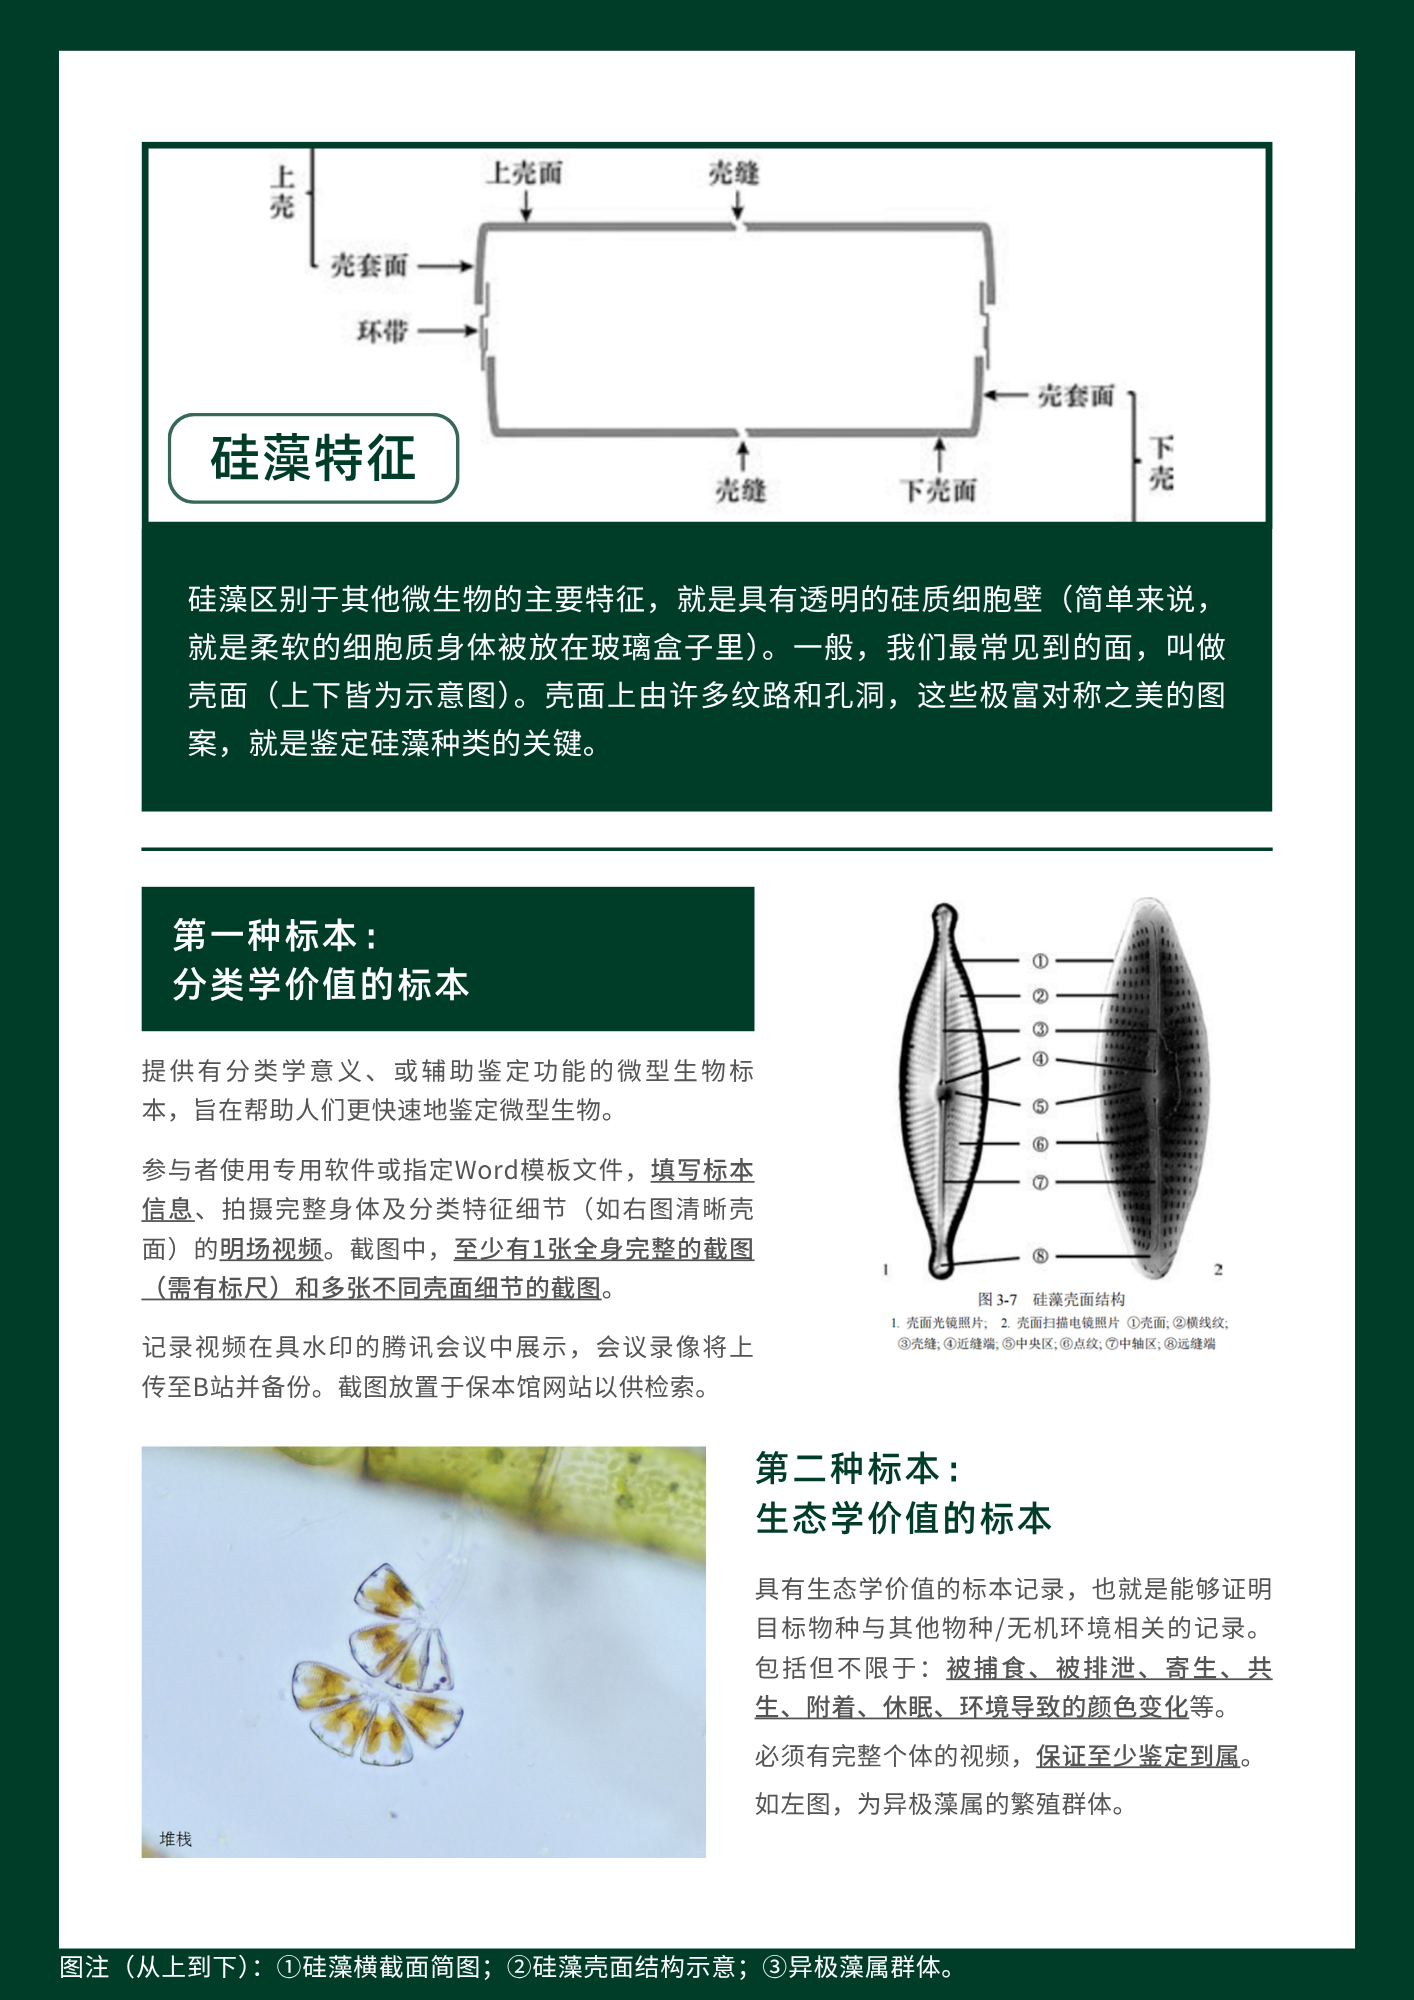 上
壳
上壳面
壳缝
壳套面
环带
壳套面
下
壳
壳缝
下壳面
硅藻特征
硅藻区别于其他微生物的主要特征，就是具有透明的硅质细胞壁（简单来说，
就是柔软的细胞质身体被放在玻璃盒子里）。一般，我们最常见到的面，叫做
壳面（上下皆为示意图）。壳面上由许多纹路和孔洞，这些极富对称之美的图
案，就是鉴定硅藻种类的关键。
第一种标本：
分类学价值的标本
提供有分类学意义、或辅助鉴定功能的微型生物标
本，旨在帮助人们更快速地鉴定微型生物。
参与者使用专用软件或指定Word模板文件，填写标本
信息、拍摄完整身体及分类特征细节（如右图清晰壳
面）的明场视频。截图中，至少有1张全身完整的截图
（需有标尺）和多张不同壳面细节的截图。
记录视频在具水印的腾讯会议中展示，会议录像将上
传至B站并备份。截图放置于保本馆网站以供检索。
①
②
③
④
⑤
⑥
⑦
⑧
1
2
图 3-7 硅藻壳面结构
1. 壳面光镜照片; 2. 壳面扫描电镜照片 ①壳面;②横线纹;
③壳缝;④近缝端;⑤中央区;⑥点纹;⑦中轴区;⑧远缝端
堆栈
第二种标本：
生态学价值的标本
具有生态学价值的标本记录，也就是能够证明
目标物种与其他物种/无机环境相关的记录。
包括但不限于：被捕食、被排泄、寄生、共
生、附着、休眠、环境导致的颜色变化等。
必须有完整个体的视频，保证至少鉴定到属。
如左图，为异极藻属的繁殖群体。
图注（从上到下）：①硅藻横截面简图；②硅藻壳面结构示意；③异极藻属群体。